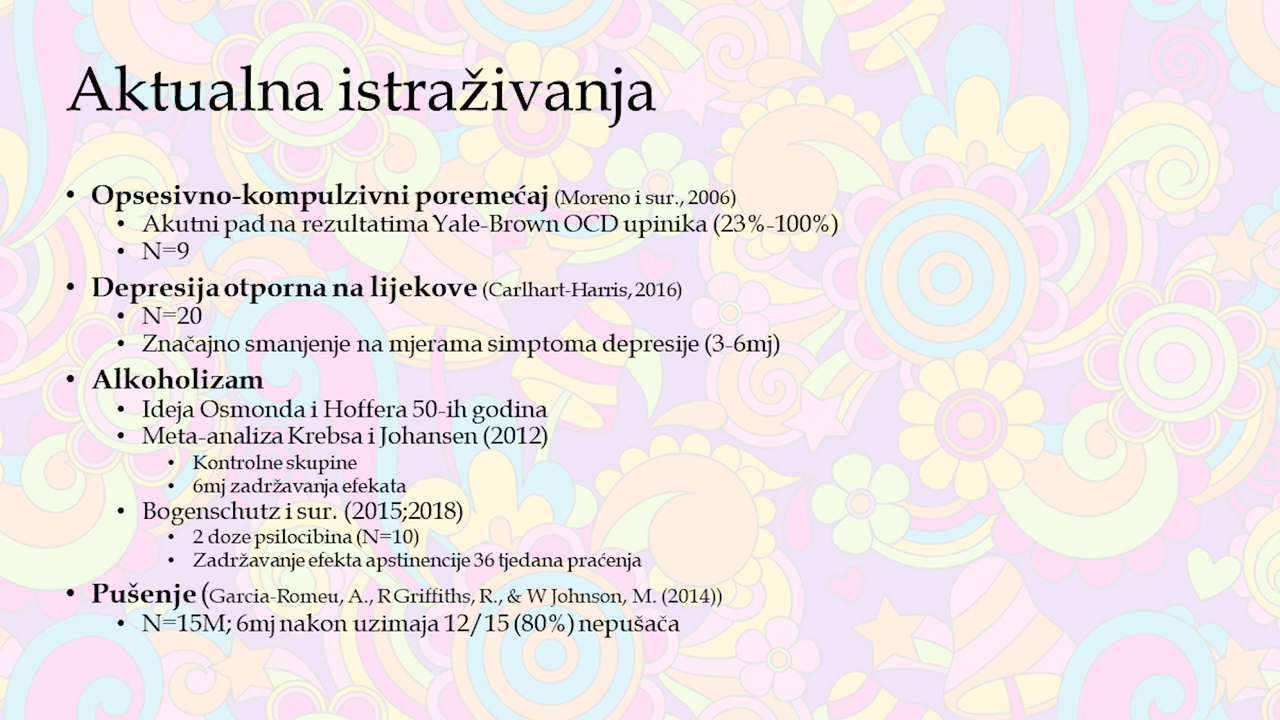 Aktualna istraživanja
• Opsesivno-kompulzivni poremećaj (Moreno i sur., 2006)
• Akutni pad na rezultatima Yale-Brown OCD upinika (23%-100%)
• N=9
• Depresija otporna na lijekove (Carlhart-Harris, 2016)
• N=20
• Značajno smanjenje na mjerama simptoma depresije (3-6mj)
• Alkoholizam
• Ideja Osmonda i Hoffera 50-ih godina
• Meta-analiza Krebsa i Johansen (2012)
• Kontrolne skupine
• 6mj zadržavanja efekata
• Bogenschutz i sur. (2015;2018)
• 2 doze psilocibina (N=10)
• Zadržavanje efekta apstinencije 36 tjedana praćenja
• Pušenje (Garcia-Romeu, A., R Griffiths, R., & W Johnson, M. (2014))
• N=15M; 6mj nakon uzimaja 12/15 (80%) nepušača